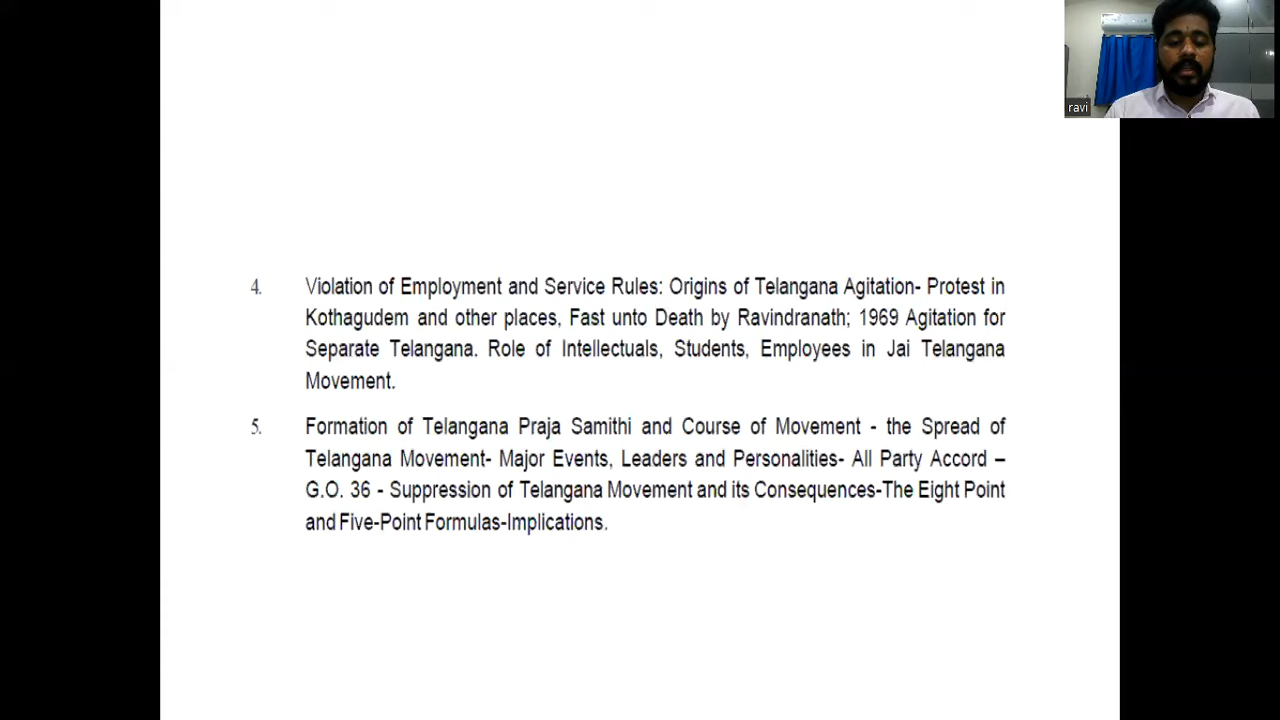 ravi
4. Violation of Employment and Service Rules: Origins of Telangana Agitation- Protest in
Kothagudem and other places, Fast unto Death by Ravindranath; 1969 Agitation for
Separate Telangana. Role of Intellectuals, Students, Employees in Jai Telangana
Movement.
5. Formation of Telangana Praja Samithi and Course of Movement - the Spread of
Telangana Movement- Major Events, Leaders and Personalities- All Party Accord –
G.O. 36 - Suppression of Telangana Movement and its Consequences-The Eight Point
and Five-Point Formulas-Implications.